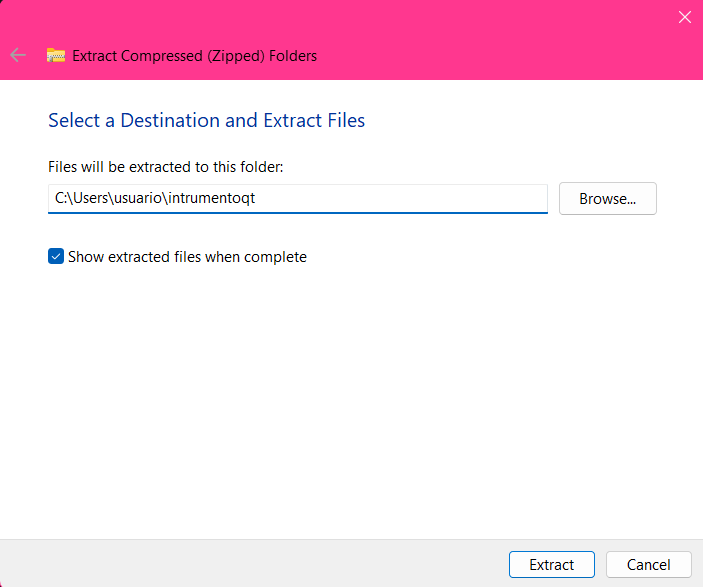 Extract Compressed (Zipped) Folders
Select a Destination and Extract Files
Files will be extracted to this folder:
C:\Users\usuario\intrumentoqt
Browse...
Show extracted files when complete
Extract
Cancel